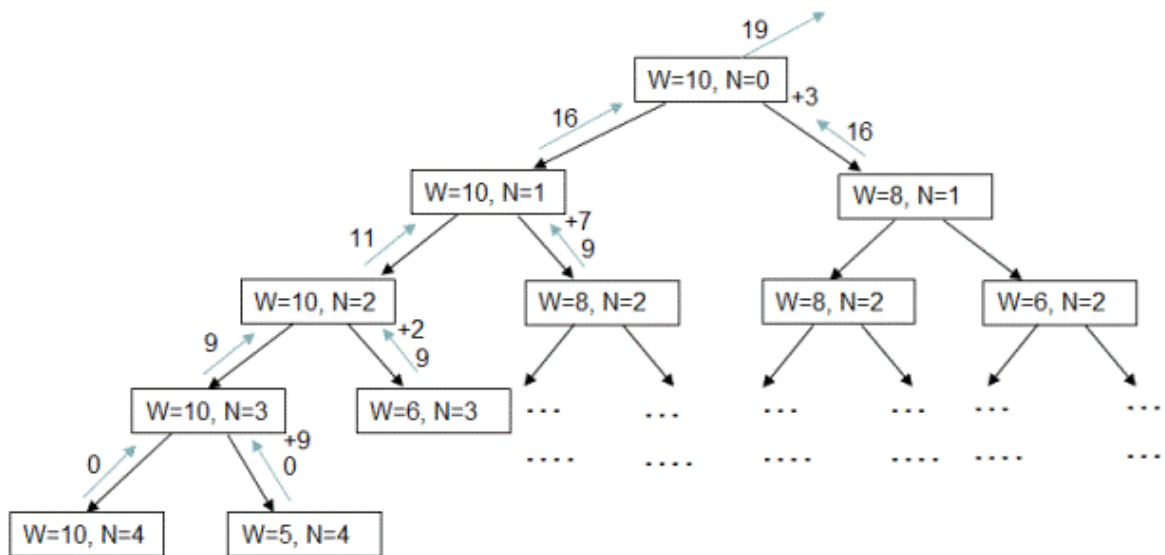 19
W=10, N=0
+3
16
16
W=10, N=1
W=8, N=1
+7
11
9
W=10, N=2
W=8, N=2
W=8, N=2
W=6, N=2
+2
9
9
W=10, N=3
W=6, N=3
... ... ... ... ... ...
+9
0
0
.... .... .... .... .... ...
W=10, N=4
W=5, N=4